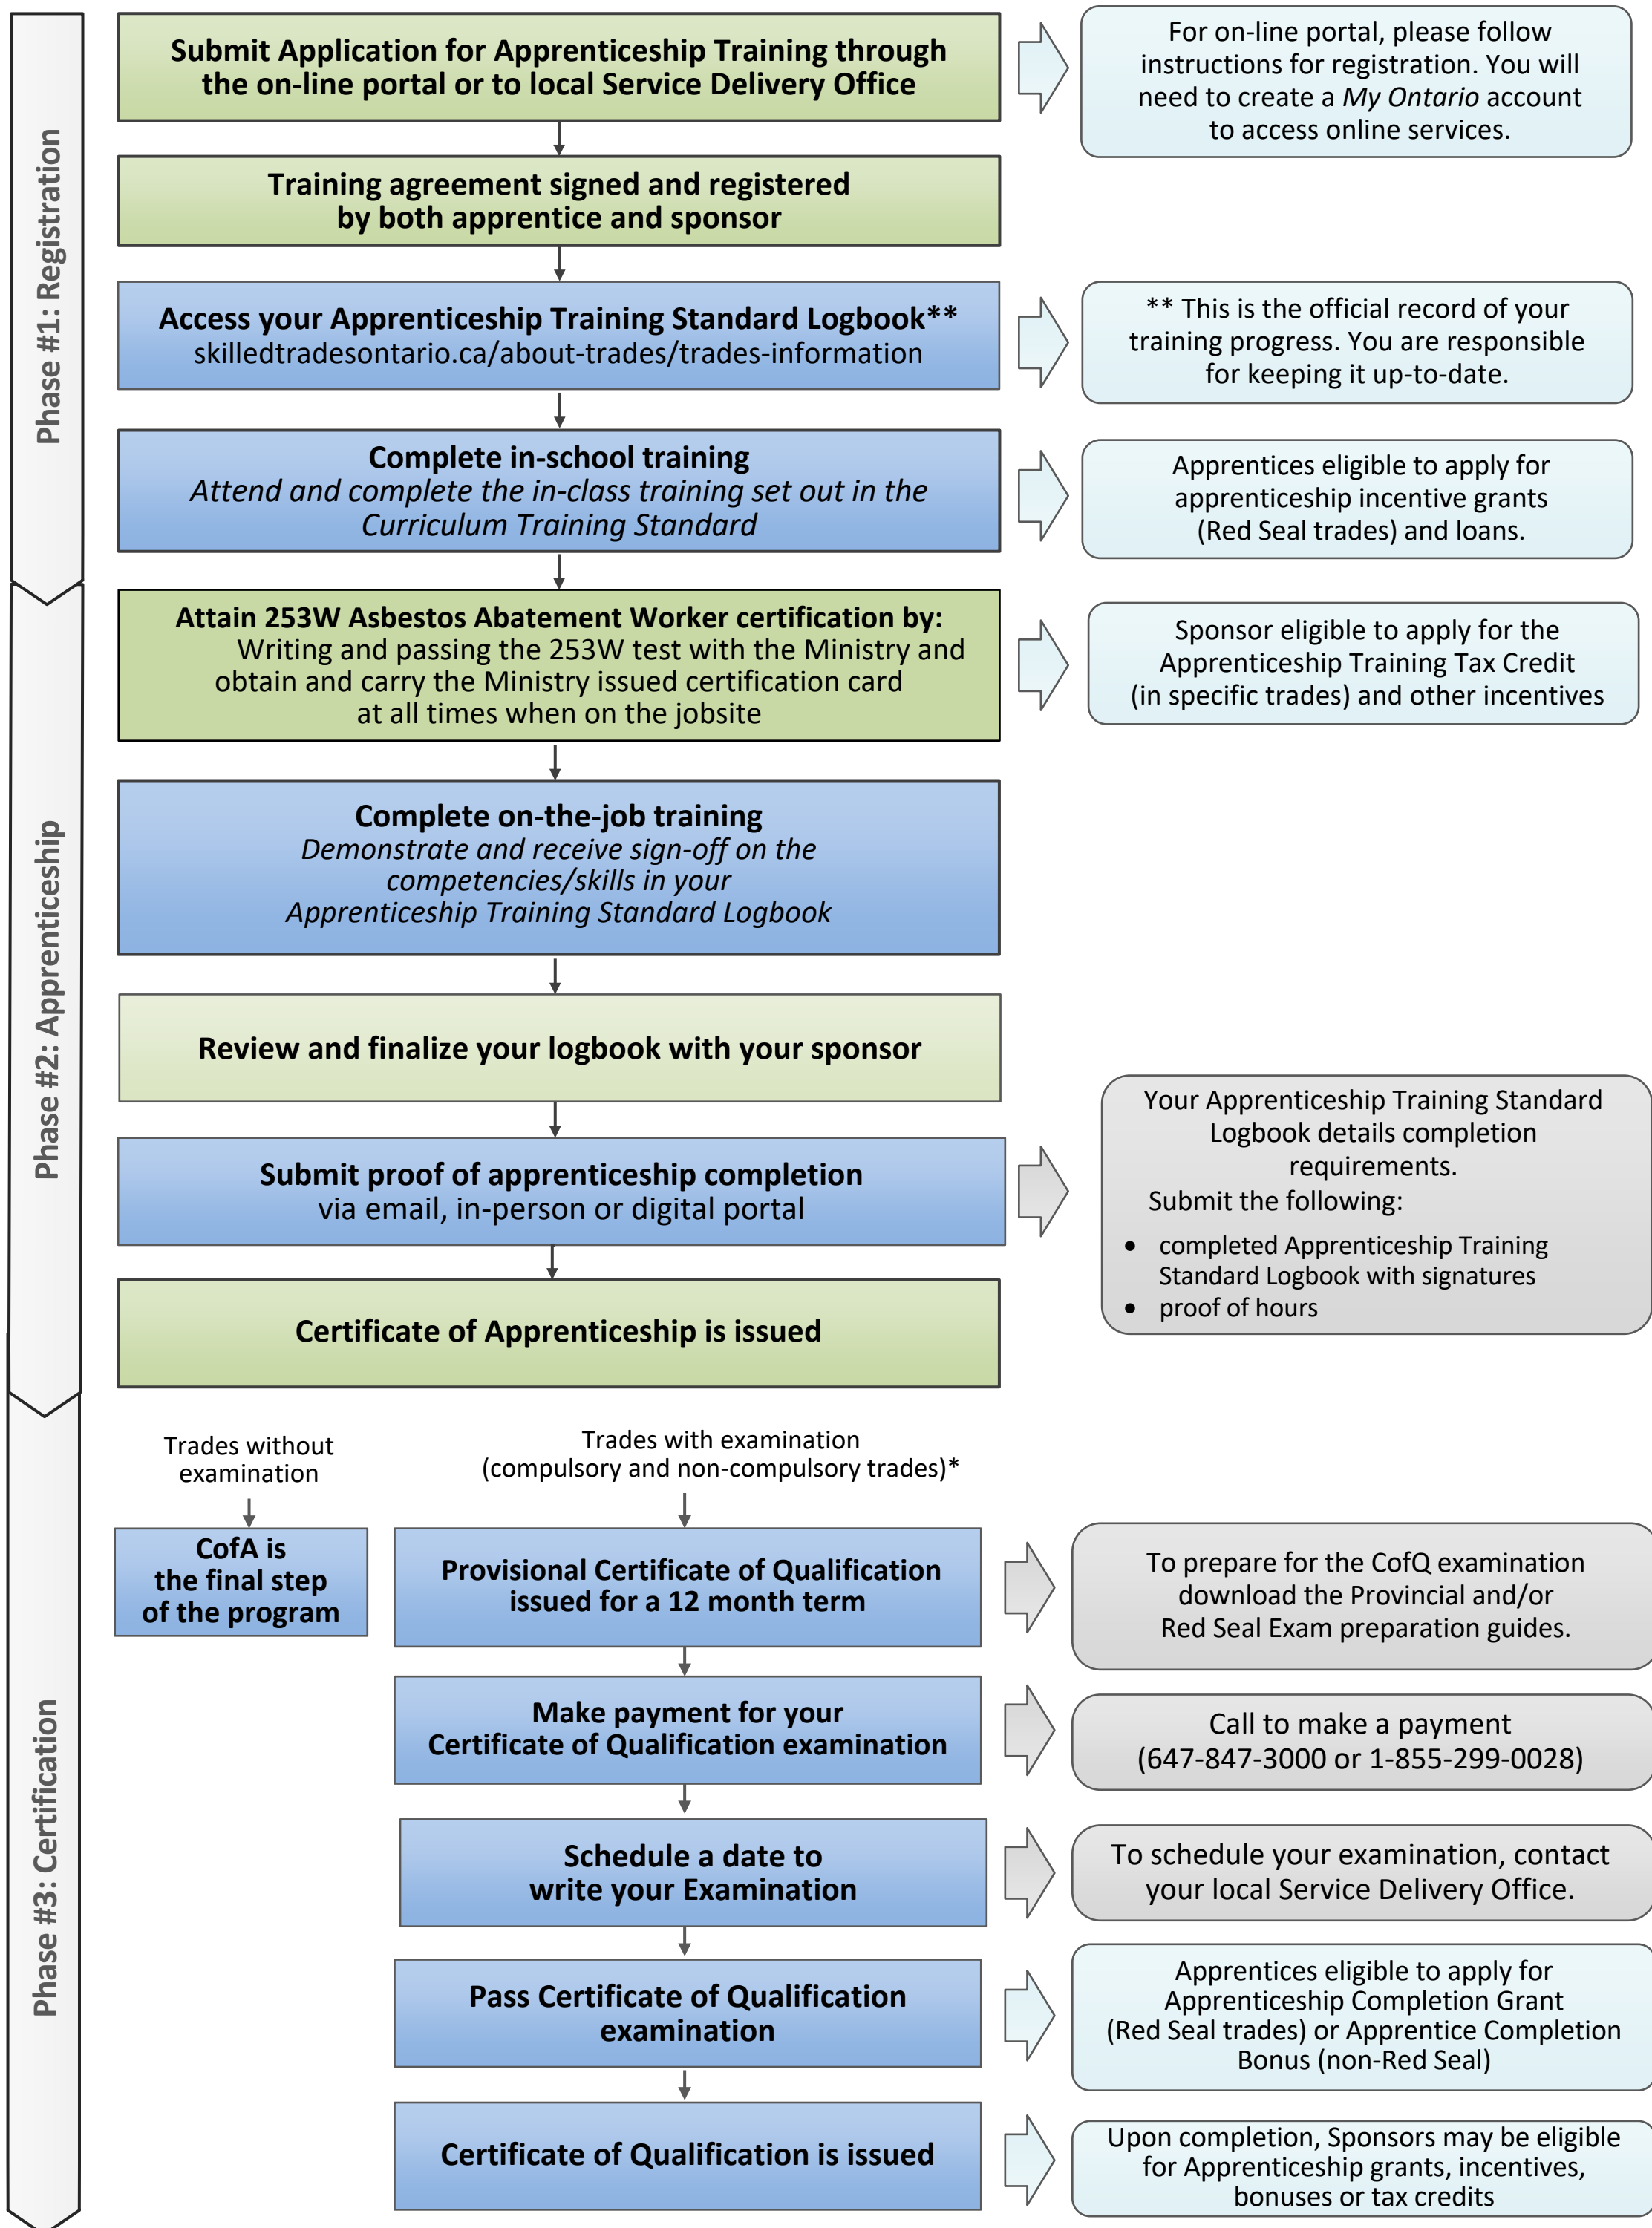 Phase #1: Registration
Submit Application for Apprenticeship Training through
the on-line portal or to local Service Delivery Office
For on-line portal, please follow
instructions for registration. You will
need to create a My Ontario account
to access online services.
Training agreement signed and registered
by both apprentice and sponsor
Access your Apprenticeship Training Standard Logbook**
skilledtradesontario.ca/about-trades/trades-information
** This is the official record of your
training progress. You are responsible
for keeping it up-to-date.
Complete in-school training
Attend and complete the in-class training set out in the
Curriculum Training Standard
Apprentices eligible to apply for
apprenticeship incentive grants
(Red Seal trades) and loans.
Phase #2: Apprenticeship
Attain 253W Asbestos Abatement Worker certification by:
Writing and passing the 253W test with the Ministry and
obtain and carry the Ministry issued certification card
at all times when on the jobsite
Sponsor eligible to apply for the
Apprenticeship Training Tax Credit
(in specific trades) and other incentives
Complete on-the-job training
Demonstrate and receive sign-off on the
competencies/skills in your
Apprenticeship Training Standard Logbook
Review and finalize your logbook with your sponsor
Submit proof of apprenticeship completion
via email, in-person or digital portal
Your Apprenticeship Training Standard
Logbook details completion
requirements.
Submit the following:
• completed Apprenticeship Training
Standard Logbook with signatures
• proof of hours
Certificate of Apprenticeship is issued
Phase #3: Certification
Trades without
examination
CofA is
the final step
of the program
Trades with examination
(compulsory and non-compulsory trades)*
Provisional Certificate of Qualification
issued for a 12 month term
To prepare for the CofQ examination
download the Provincial and/or
Red Seal Exam preparation guides.
Make payment for your
Certificate of Qualification examination
Call to make a payment
(647-847-3000 or 1-855-299-0028)
Schedule a date to
write your Examination
To schedule your examination, contact
your local Service Delivery Office.
Pass Certificate of Qualification
examination
Apprentices eligible to apply for
Apprenticeship Completion Grant
(Red Seal trades) or Apprentice Completion
Bonus (non-Red Seal)
Certificate of Qualification is issued
Upon completion, Sponsors may be eligible
for Apprenticeship grants, incentives,
bonuses or tax credits